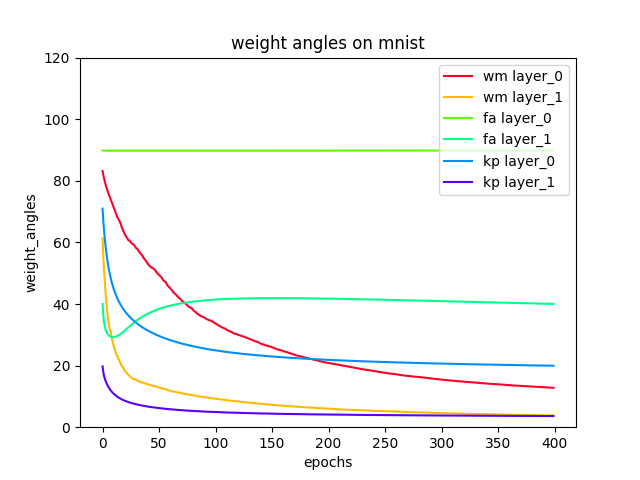 weight angles on mnist
120
100
80
60
40
20
0
weight_angles
wm layer_0
wm layer_1
fa layer_0
fa layer_1
kp layer_0
kp layer_1
0
50
100
150
200
250
300
350
400
epochs